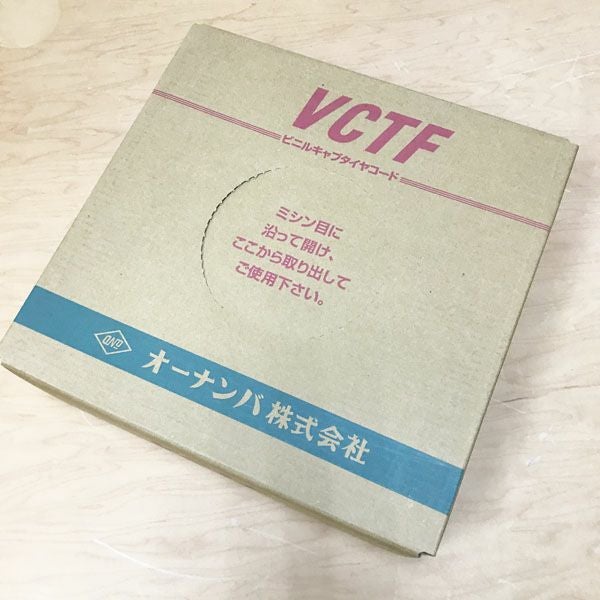 VCTF
ビニルキャブタイヤコード
ミシン目に
沿って開け、
ここから取り出して
ご使用下さい。
ONB
オーナンバ株式会社